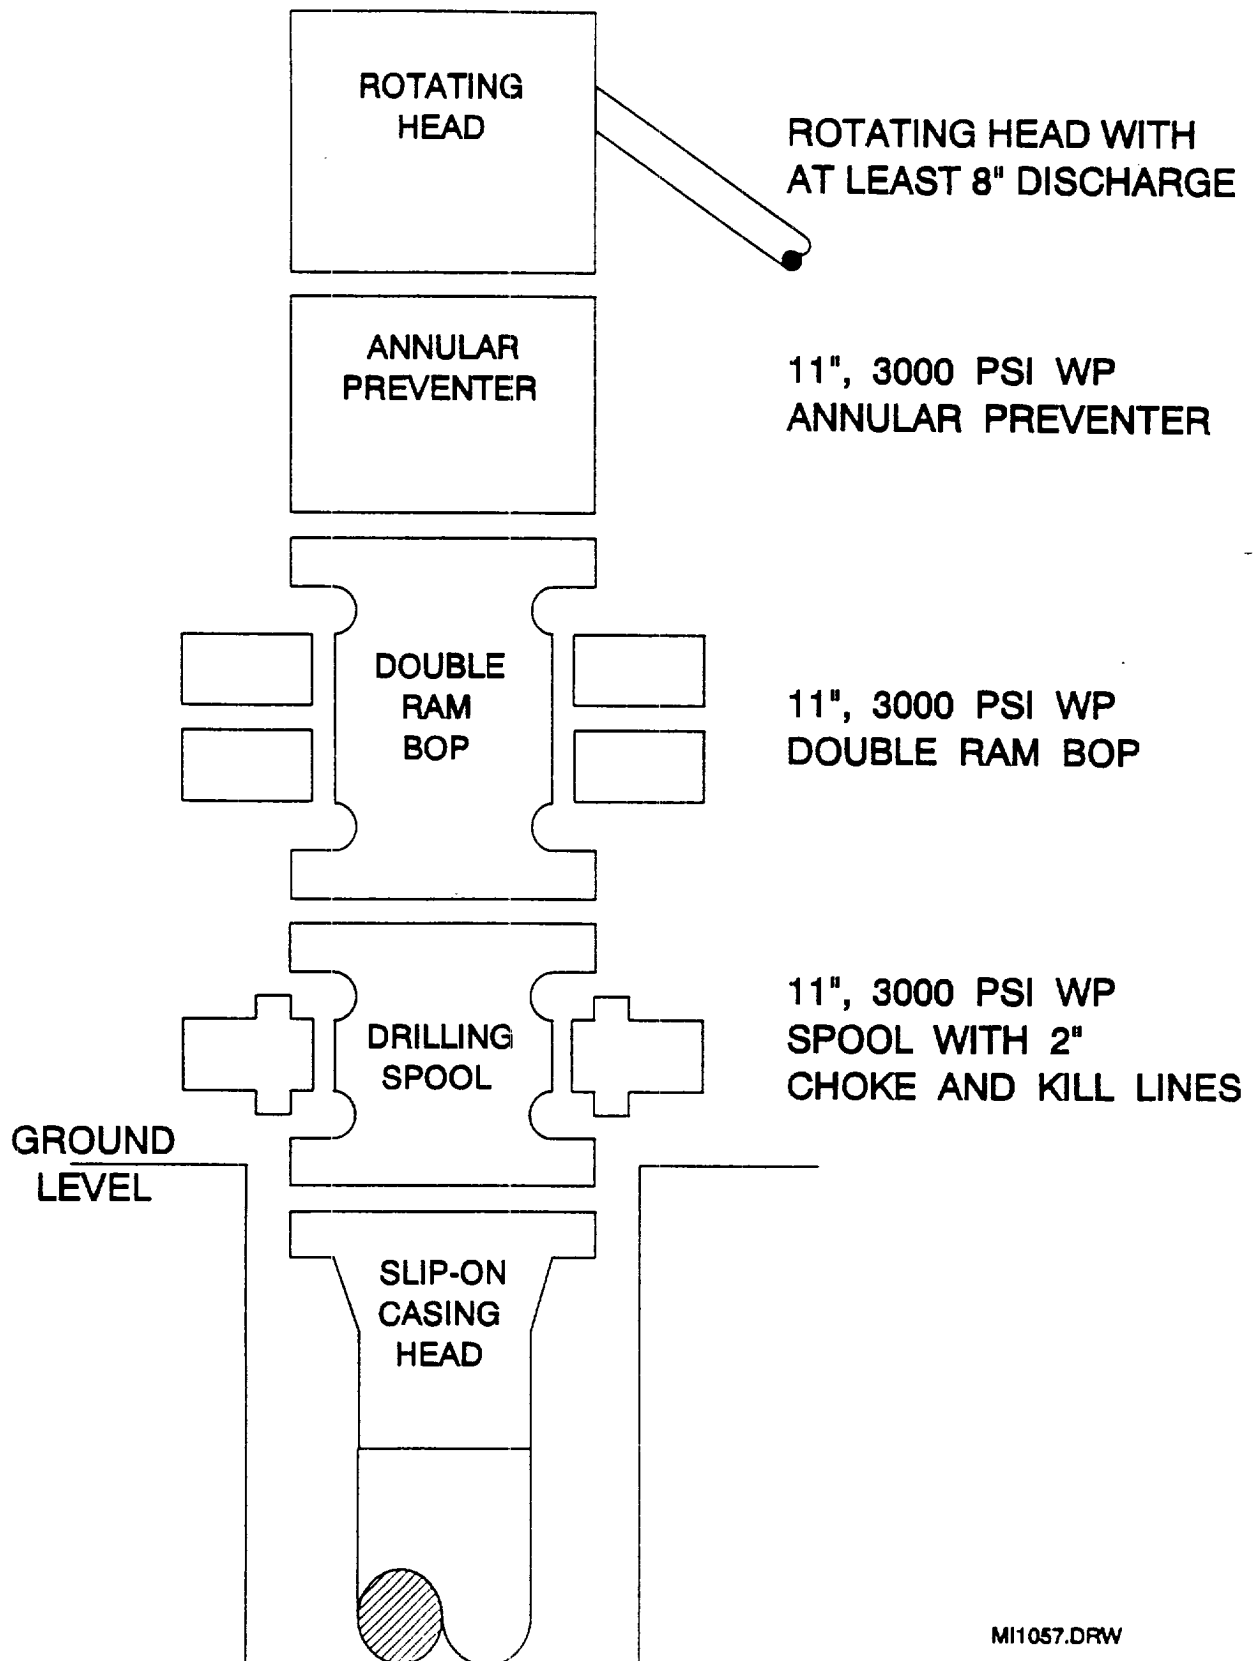 ROTATING
HEAD
ROTATING HEAD WITH
AT LEAST 8" DISCHARGE
ANNULAR
PREVENTER
11", 3000 PSI WP
ANNULAR PREVENTER
DOUBLE
RAM
BOP
11", 3000 PSI WP
DOUBLE RAM BOP
DRILLING
SPOOL
11", 3000 PSI WP
SPOOL WITH 2"
CHOKE AND KILL LINES
GROUND
LEVEL
SLIP-ON
CASING
HEAD
MI1057.DRW